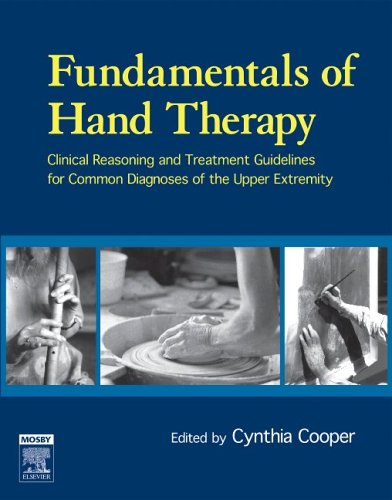 Fundamentals of
Hand Therapy
Clinical Reasoning and Treatment Guidelines
for Common Diagnoses of the Upper Extremity
Edited by Cynthia Cooper
MOSBY
ELSEVIER